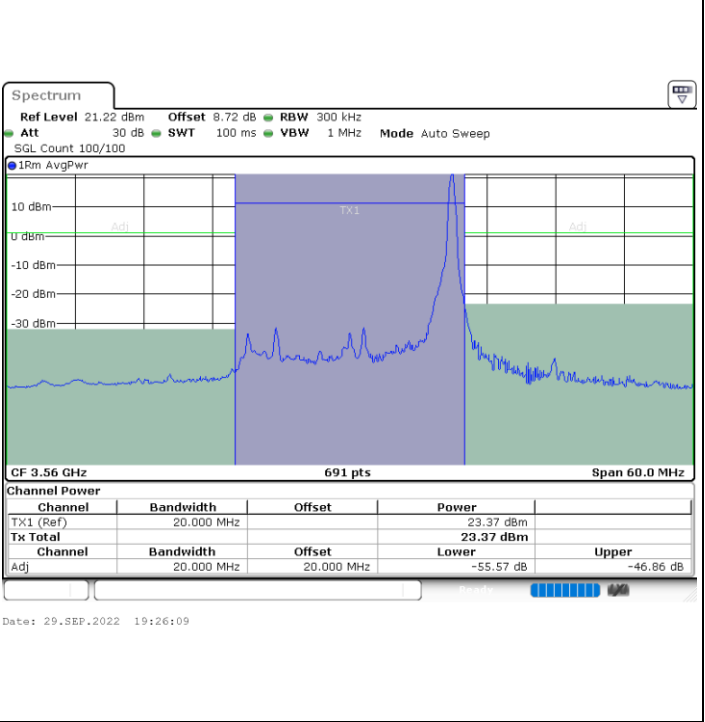 Spectrum
Ref Level 21.22 dBm Offset 8.72 dB RBW 300 kHz
Att 30 dB SWT 100 ms VBW 1 MHz Mode Auto Sweep
SGL Count 100/100
1Rm AvgPwr
10 dBm
TX1
Adj Adj
0 dBm
-10 dBm
-20 dBm
-30 dBm
CF 3.56 GHz 691 pts Span 60.0 MHz
Channel Power
Channel Bandwidth Offset Power
TX1 (Ref) 20.000 MHz 23.37 dBm
Tx Total 23.37 dBm
Channel Bandwidth Offset Lower Upper
Adj 20.000 MHz 20.000 MHz -55.57 dB -46.86 dB
Ready
Date: 29.SEP.2022 19:26:09